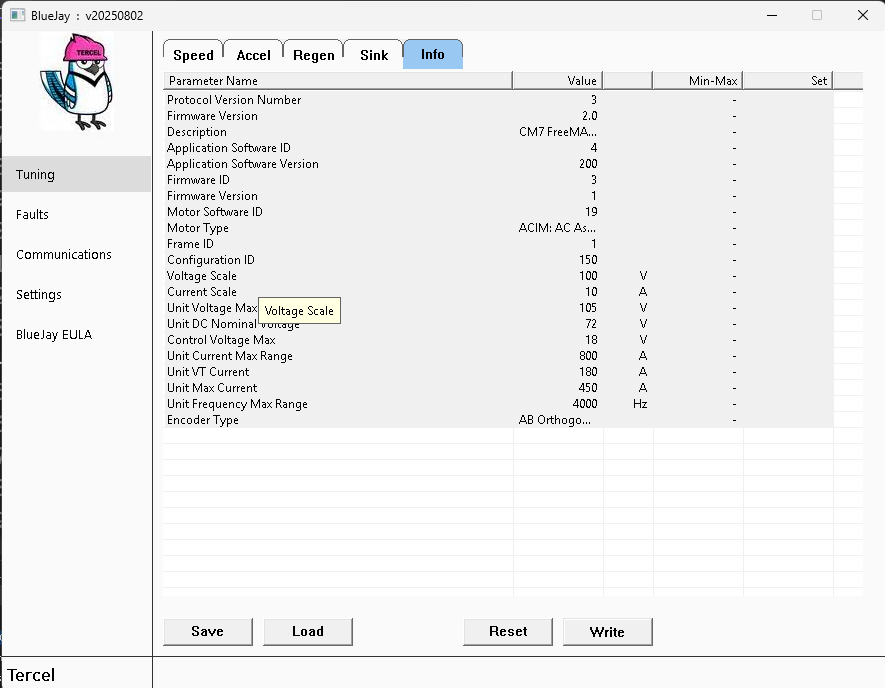 BlueJay : v20250802
TERCEL
Speed Accel Regen Sink Info
Parameter Name Value Min-Max Set
Protocol Version Number 3 -
Firmware Version 2.0 -
Description CM7 FreeMA... -
Application Software ID 4 -
Application Software Version 200 -
Firmware ID 3 -
Firmware Version 1 -
Motor Software ID 19 -
Motor Type ACIM: AC As... -
Frame ID 1 -
Configuration ID 150 -
Voltage Scale 100 V -
Current Scale 10 A -
Unit Voltage Max 105 V -
Voltage Scale
Unit DC Nominal Voltage 72 V -
Control Voltage Max 18 V -
Unit Current Max Range 800 A -
Unit VT Current 180 A -
Unit Max Current 450 A -
Unit Frequency Max Range 4000 Hz -
Encoder Type AB Orthogo... -
Tuning
Faults
Communications
Settings
BlueJay EULA
Save Load Reset Write
Tercel